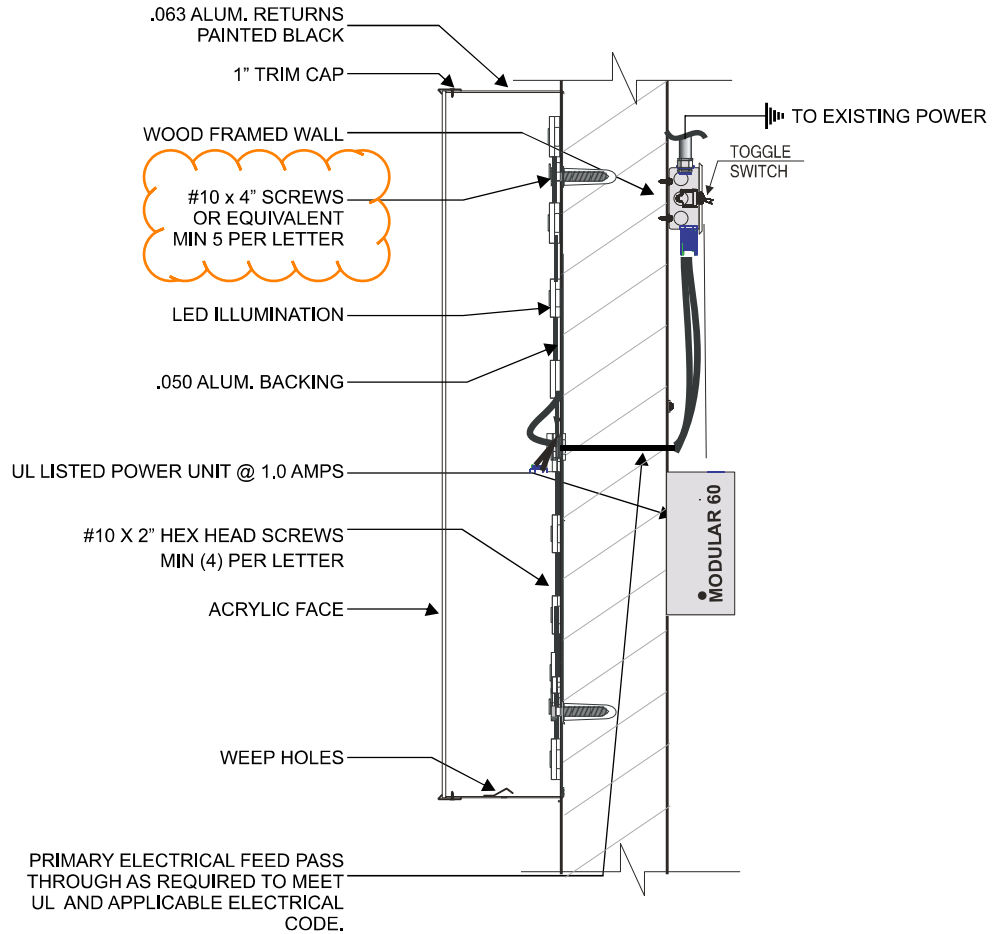 .063 ALUM. RETURNS
PAINTED BLACK
1” TRIM CAP
WOOD FRAMED WALL
#10 x 4” SCREWS
OR EQUIVALENT
MIN 5 PER LETTER
LED ILLUMINATION
.050 ALUM. BACKING
UL LISTED POWER UNIT @ 1.0 AMPS
#10 X 2” HEX HEAD SCREWS
MIN (4) PER LETTER
ACRYLIC FACE
WEEP HOLES
PRIMARY ELECTRICAL FEED PASS
THROUGH AS REQUIRED TO MEET
UL AND APPLICABLE ELECTRICAL
CODE.
TO EXISTING POWER
TOGGLE
SWITCH
MODULAR 60